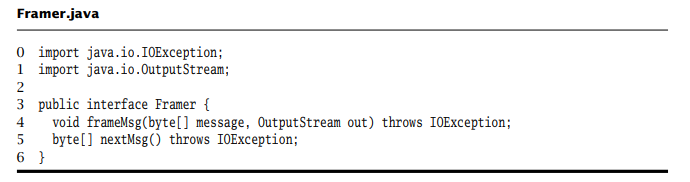 Framer.java
0 import java.io.IOException;
1 import java.io.OutputStream;
2
3 public interface Framer {
4   void frameMsg(byte[] message, OutputStream out) throws IOException;
5   byte[] nextMsg() throws IOException;
6 }